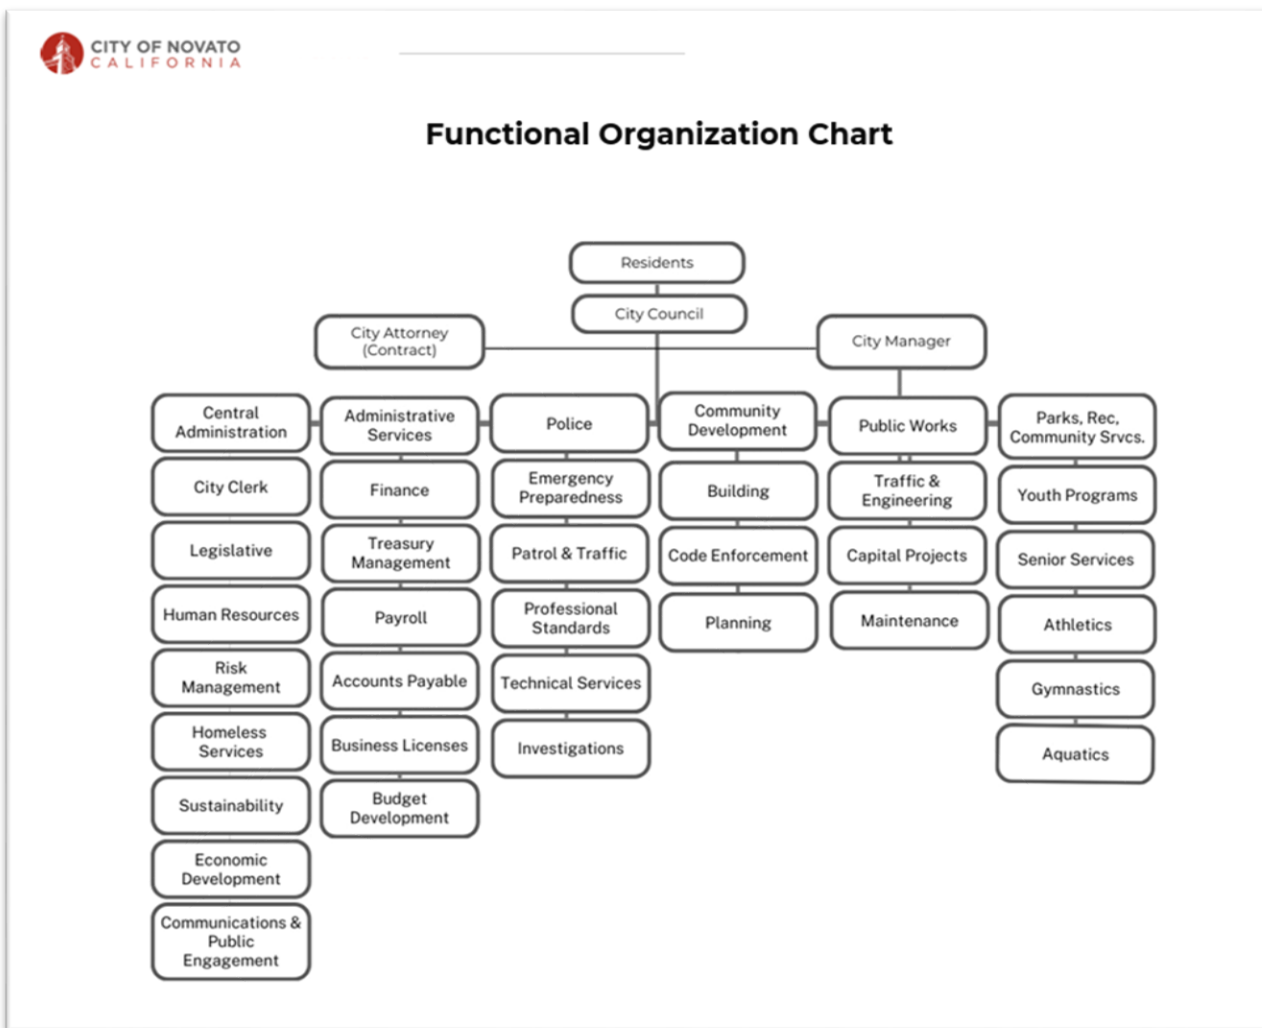 CITY OF NOVATO
CALIFORNIA
Functional Organization Chart
Residents
City Council
City Attorney
(Contract)
City Manager
Central
Administration
City Clerk
Legislative
Human Resources
Risk
Management
Homeless
Services
Sustainability
Economic
Development
Communications &
Public
Engagement
Administrative
Services
Finance
Treasury
Management
Payroll
Accounts Payable
Business Licenses
Budget
Development
Police
Emergency
Preparedness
Patrol & Traffic
Professional
Standards
Technical Services
Investigations
Community
Development
Building
Code Enforcement
Planning
Public Works
Traffic &
Engineering
Capital Projects
Maintenance
Parks, Rec,
Community Srvcs.
Youth Programs
Senior Services
Athletics
Gymnastics
Aquatics